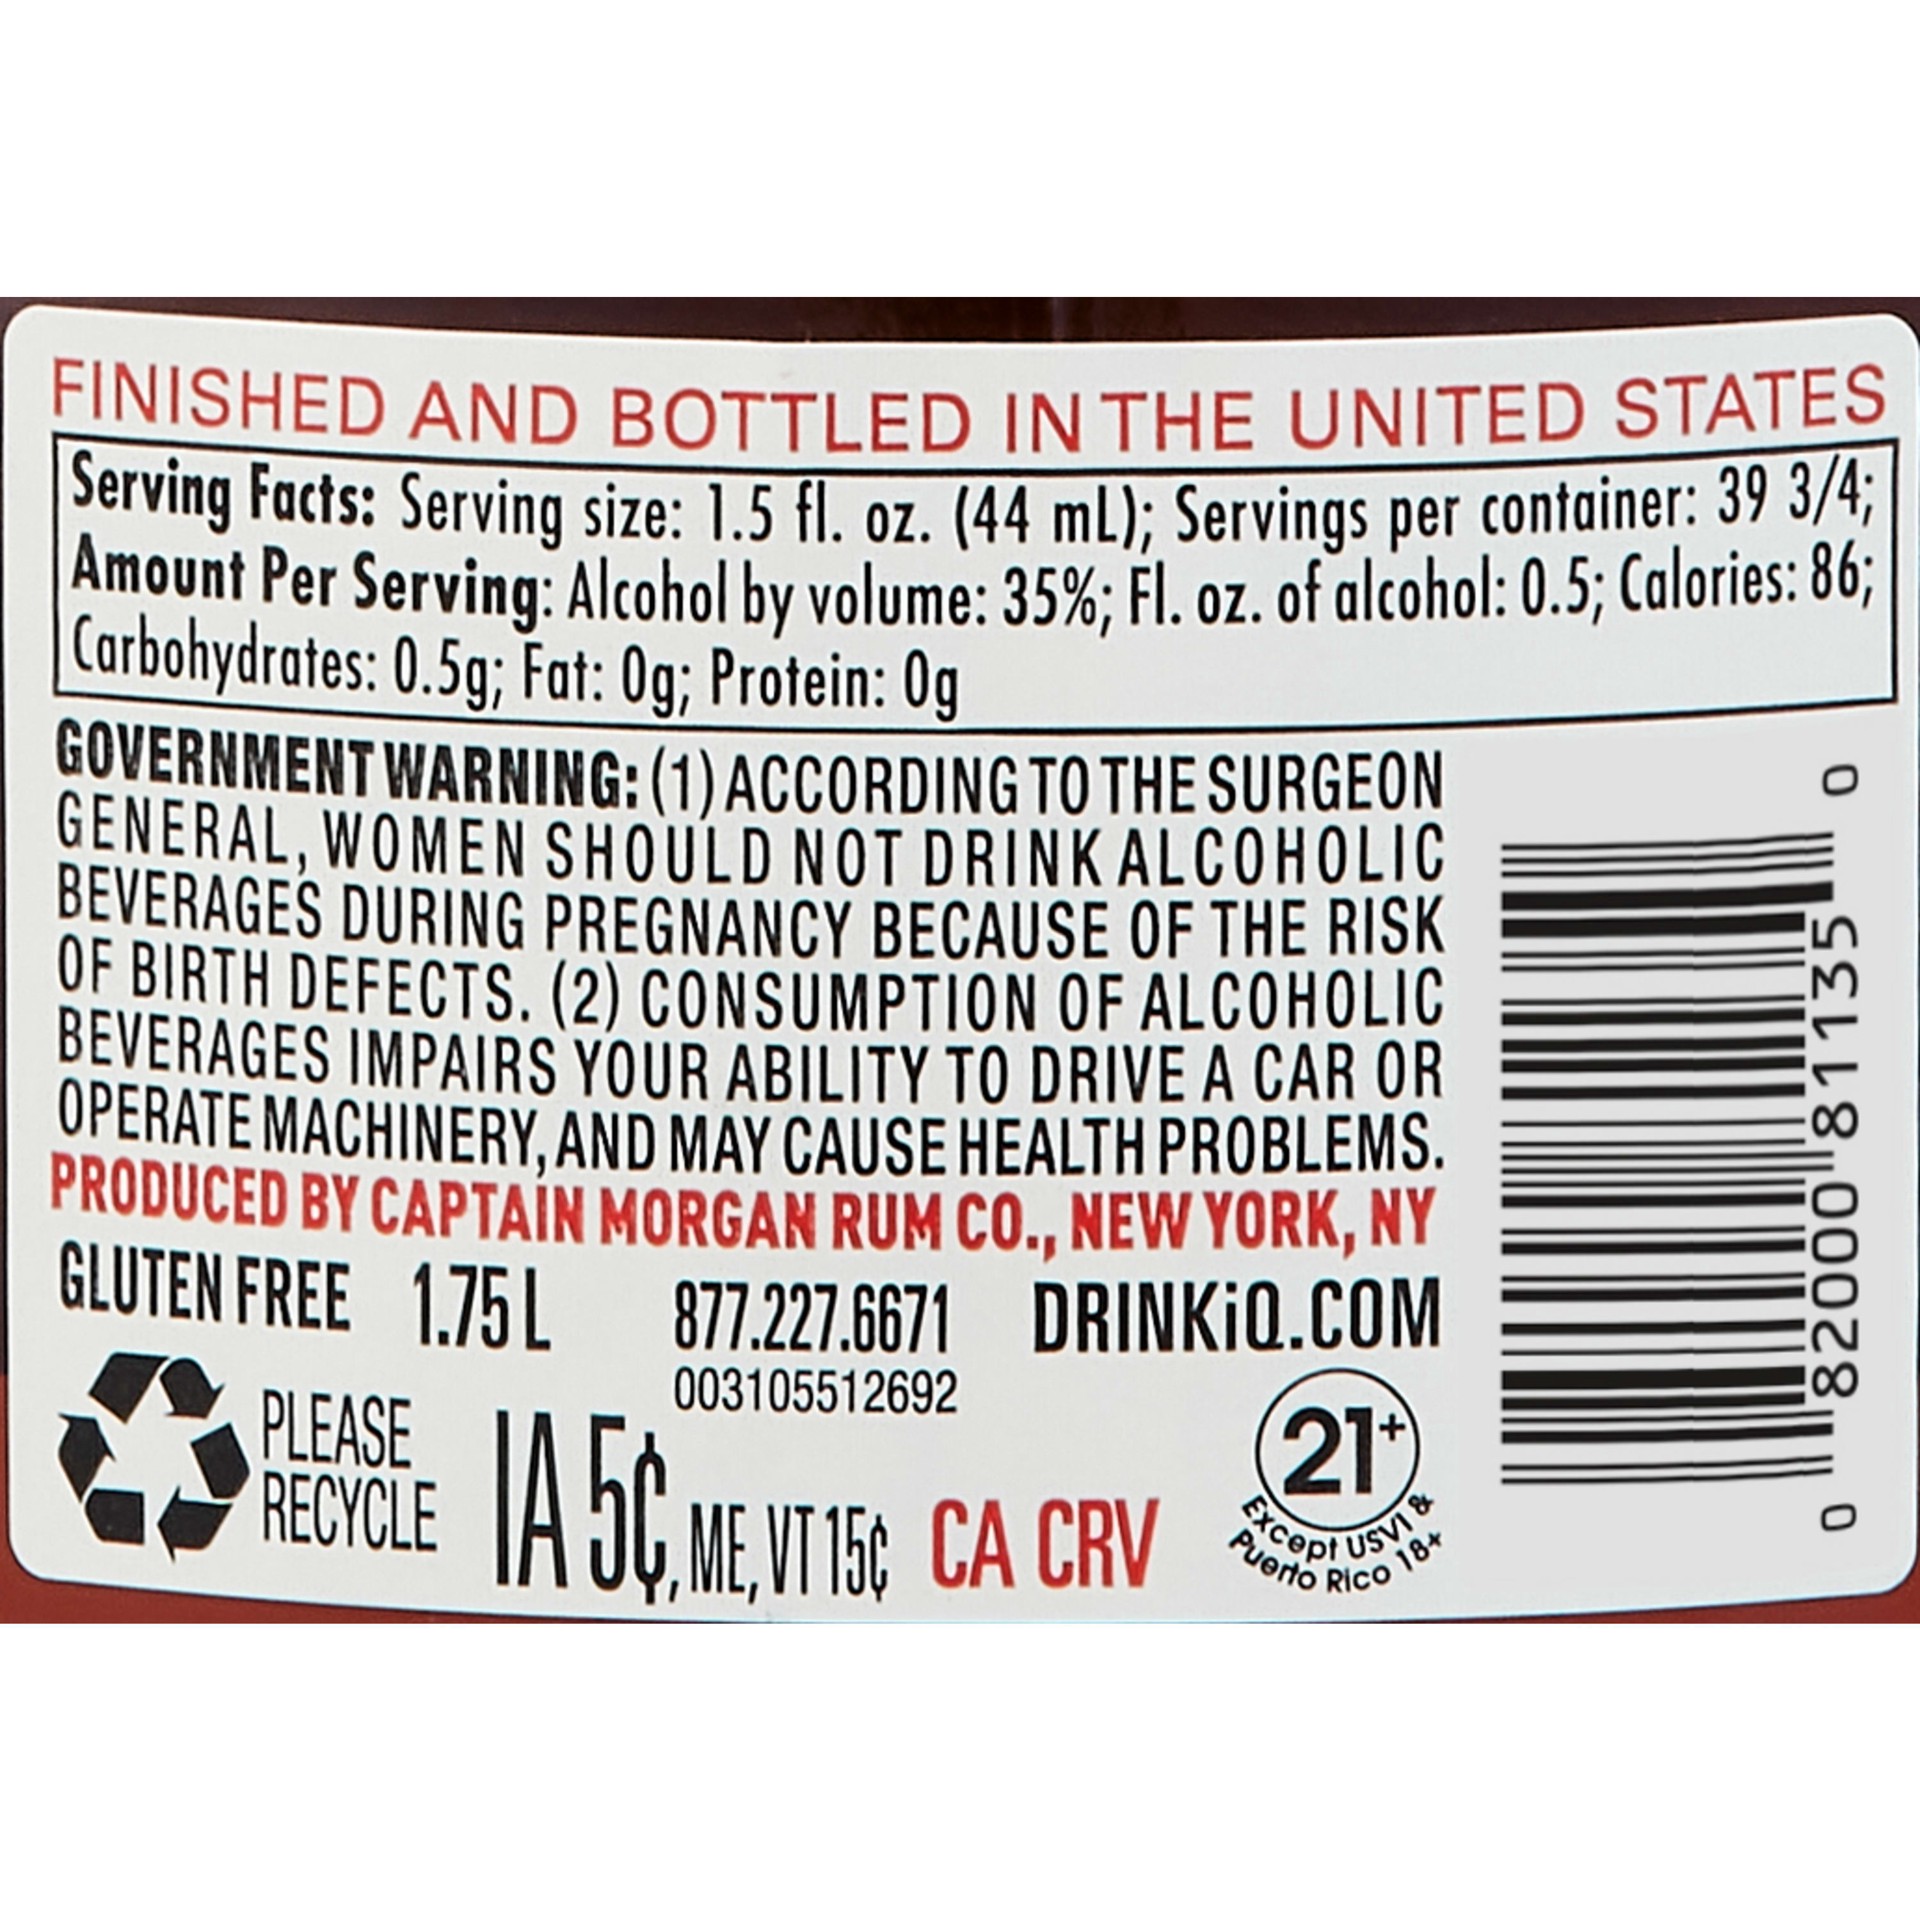 FINISHED AND BOTTLED IN THE UNITED STATES
Serving Facts: Serving size: 1.5 fl. oz. (44 mL); Servings per container: 39 3/4;
Amount Per Serving: Alcohol by volume: 35%; Fl. oz. of alcohol: 0.5; Calories: 86;
Carbohydrates: 0.5g; Fat: 0g; Protein: 0g
GOVERNMENT WARNING: (1) ACCORDING TO THE SURGEON
GENERAL, WOMEN SHOULD NOT DRINK ALCOHOLIC
BEVERAGES DURING PREGNANCY BECAUSE OF THE RISK
OF BIRTH DEFECTS. (2) CONSUMPTION OF ALCOHOLIC
BEVERAGES IMPAIRS YOUR ABILITY TO DRIVE A CAR OR
OPERATE MACHINERY, AND MAY CAUSE HEALTH PROBLEMS.
PRODUCED BY CAPTAIN MORGAN RUM CO., NEW YORK, NY
GLUTEN FREE 1.75 L 877.227.6671 DRINKiQ.COM
003105512692
PLEASE
RECYCLE
IA 5¢, ME, VT 15¢ CA CRV
21+
Except USVI &
Puerto Rico 18+
0 82000 81135 0